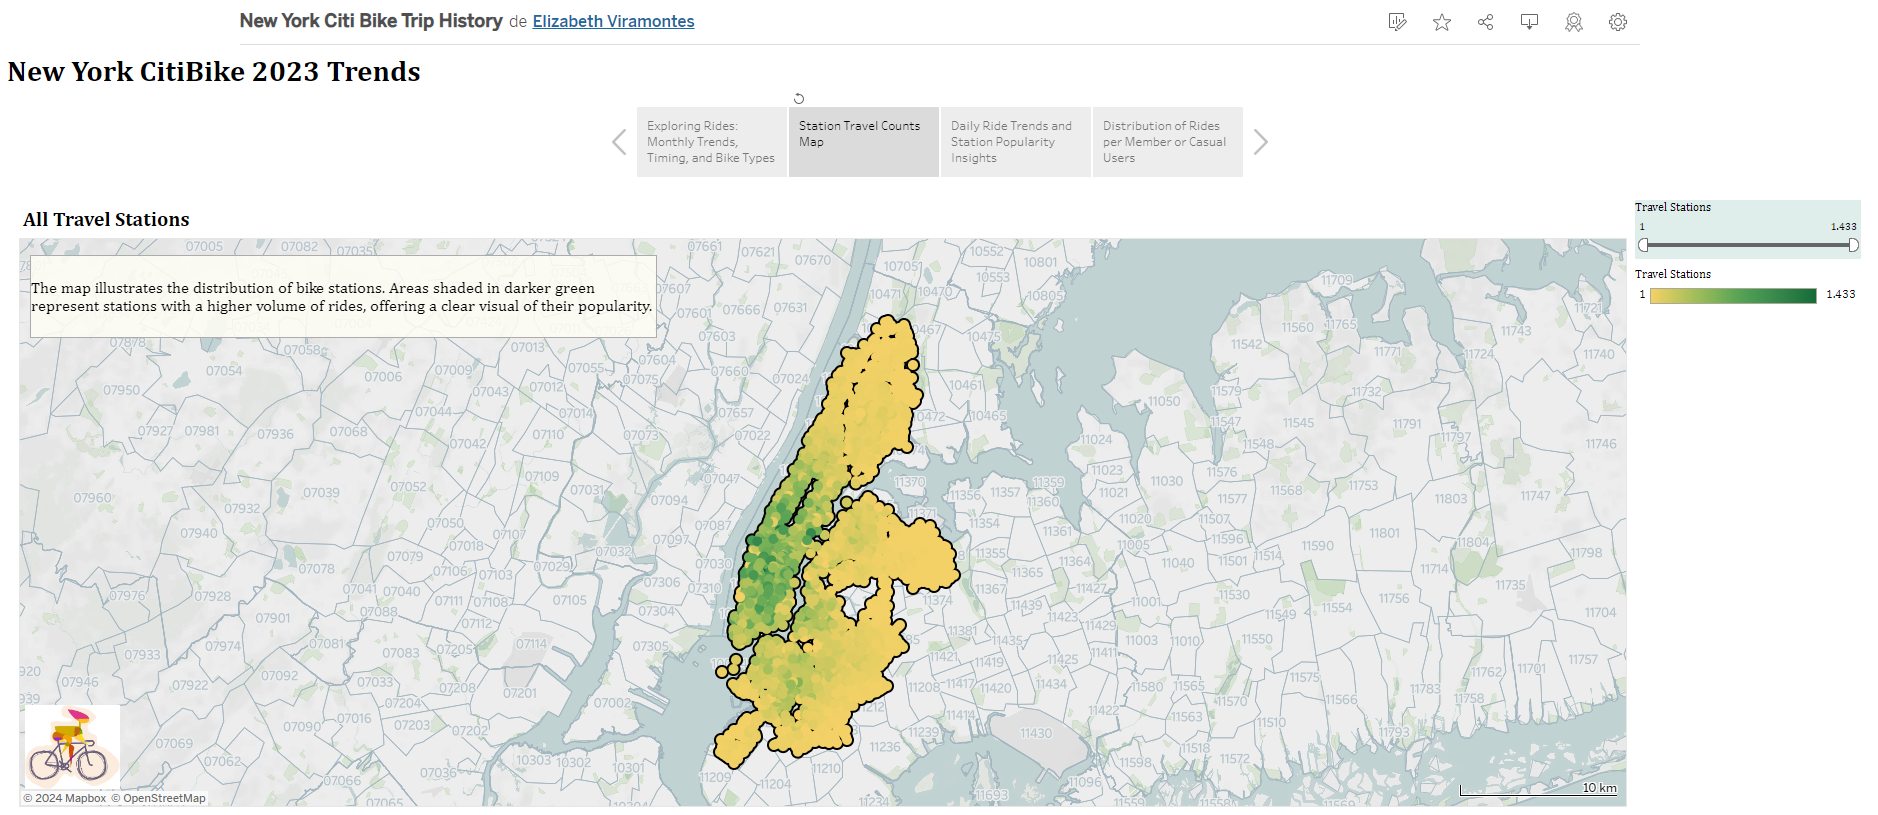 New York Citi Bike Trip History de Elizabeth Viramontes
New York CitiBike 2023 Trends
Exploring Rides:
Monthly Trends,
Timing, and Bike Types
Station Travel Counts
Map
Daily Ride Trends and
Station Popularity
Insights
Distribution of Rides
per Member or Casual
Users
All Travel Stations
The map illustrates the distribution of bike stations. Areas shaded in darker green
represent stations with a higher volume of rides, offering a clear visual of their popularity.
Travel Stations
1 1.433
Travel Stations
1 1.433
07005 07082 07035 07661 07621 07670 10552 10801
107051 10553 11709
07607 10471 10470 10805 11721
07601 07666 07631
07603 10467 10475 11560 11765 11743
07878 07058 07013 07604 11542 11771 11724 11740
07054 07006 07009 07055 07075 07660 07024
07950 07043 07012 10461 11579 11732
07044 07014 07657 10472 10465 11050 11547 11545 11791
07927 07981 07936 07068 07110 07073 07022 11024 11548 11797 11746
07042 07109 07047 11023 11576
07960 07039 07052 07031 07094 11370 11359 11021 11030 11568 11753 11803 11747
07932 11356 11357 11360 11577
07940 07050 07107 07087 11354 11361 11020 11507 11801
07079 07018 07097 07032 11005 11596 11590 11804 11798
07078 07106 07103 07029 07030 11355 11364 11040 11501 11514 11714
07976 07928 07041 07040 07306 07310 11365 11367 11427 11530 11735
07111 07108 07105 07304 11374 11439 11001 11554 11756 11704
07901 07088 07112 11423 11429 11549
07933 07974 07081 07083 07205 07114 07305 11381 11435 11003 11010 11550
07092 11421 11419 11425 11411 11762 11701 11757
07946 07922 07033 07208 07201 11208 11417 11420 11434 11580 11565 11575 11783
07204 07002 11422 11570 11566 11758
07090 07016 07203 07202 11414 11563 11510
07069 11236 11239 11430 11518 11793
07062 07036 10303 10302 10301 11598 11572
07066 11209 11204 11210 11096
07065 11234 11693 11559
© 2024 Mapbox © OpenStreetMap
10 km